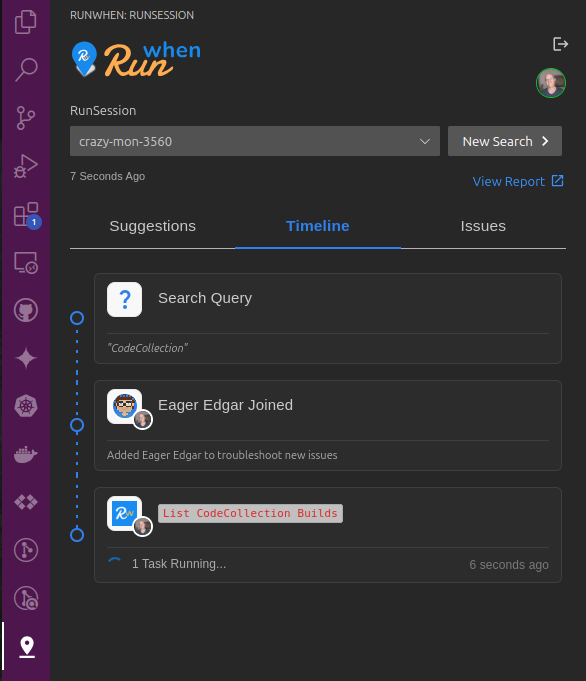 RUNWHEN: RUNSESSION
Run when
RunSession
crazy-mon-3560
New Search
7 Seconds Ago
View Report
Suggestions
Timeline
Issues
1
?
Search Query
"CodeCollection"
Eager Edgar Joined
Added Eager Edgar to troubleshoot new issues
Rw
List CodeCollection Builds
1 Task Running...
6 seconds ago